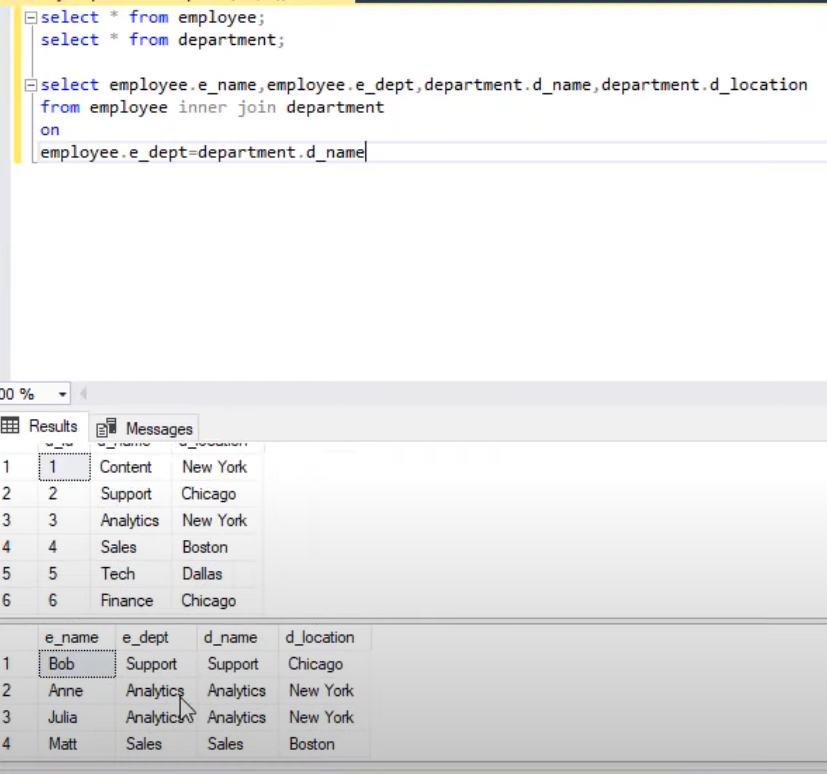 select * from employee;
select * from department;
select employee.e_name,employee.e_dept,department.d_name,department.d_location
from employee inner join department
on
employee.e_dept=department.d_name
00 %
Results Messages
d_id d_name d_location
1 1 Content New York
2 2 Support Chicago
3 3 Analytics New York
4 4 Sales Boston
5 5 Tech Dallas
6 6 Finance Chicago
e_name e_dept d_name d_location
1 Bob Support Support Chicago
2 Anne Analytics Analytics New York
3 Julia Analytics Analytics New York
4 Matt Sales Sales Boston